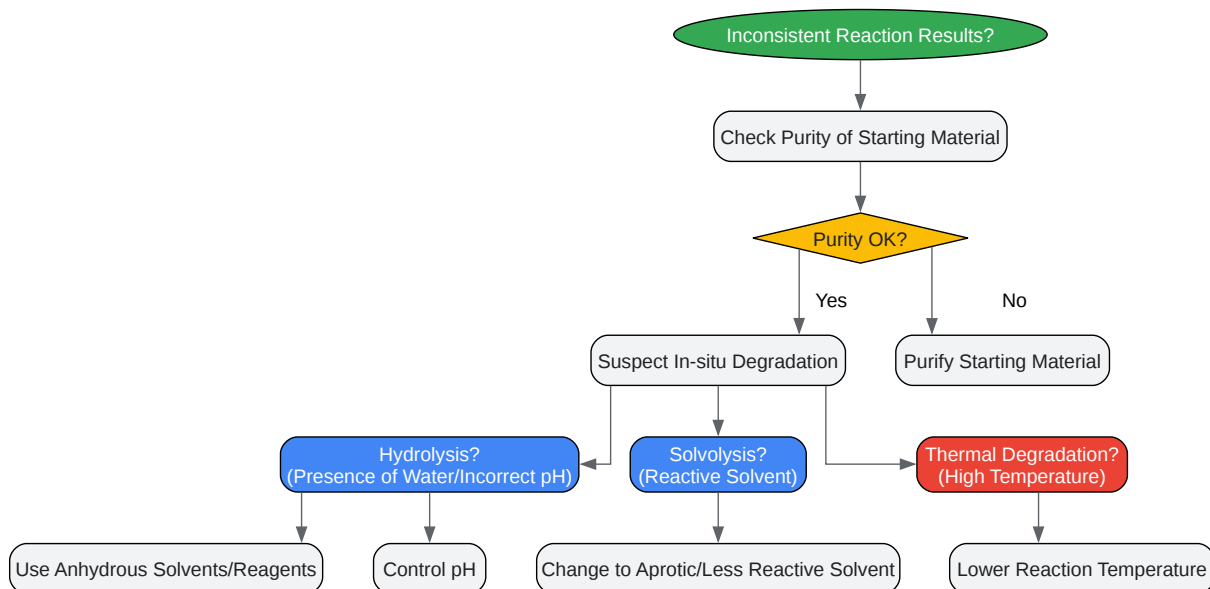 Inconsistent Reaction Results?
Check Purity of Starting Material
Purity OK?
Yes
No
Suspect In-situ Degradation
Purify Starting Material
Hydrolysis?
(Presence of Water/Incorrect pH)
Solvolysis?
(Reactive Solvent)
Thermal Degradation?
(High Temperature)
Use Anhydrous Solvents/Reagents
Control pH
Change to Aprotic/Less Reactive Solvent
Lower Reaction Temperature